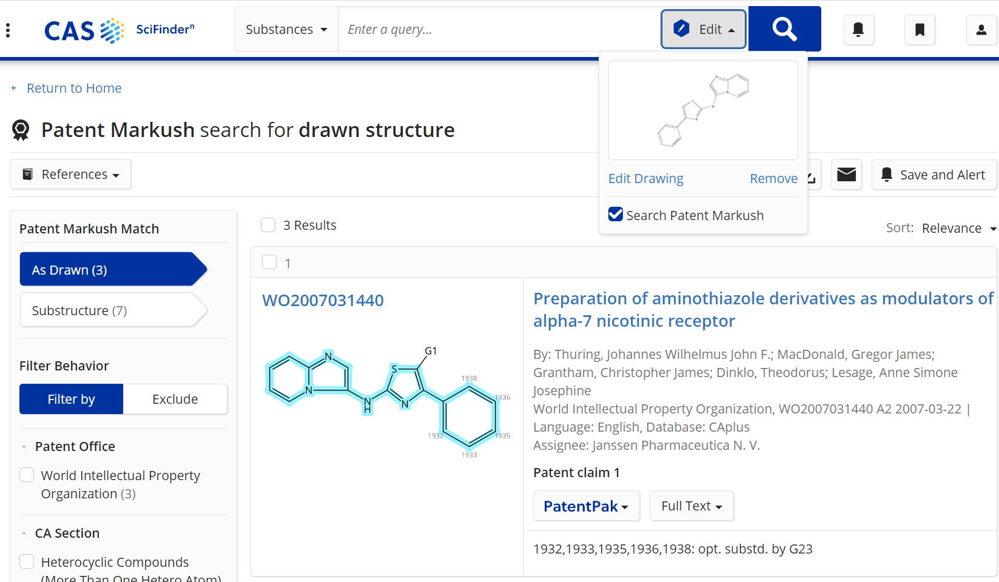 CAS SciFinderⁿ
Substances
Enter a query...
Edit
Return to Home
Edit Drawing Remove
Search Patent Markush
Patent Markush search for drawn structure
References
Save and Alert
Patent Markush Match
As Drawn (3)
Substructure (7)
Filter Behavior
Filter by Exclude
Patent Office
World Intellectual Property
Organization (3)
CA Section
Heterocyclic Compounds
(More Than One Hetero Atom)
3 Results
Sort: Relevance
1
WO2007031440
G1
N
S
N
N
H
N
1938
1936
1932
1935
1933
Preparation of aminothiazole derivatives as modulators of
alpha-7 nicotinic receptor
By: Thuring, Johannes Wilhelmus John F.; MacDonald, Gregor James;
Grantham, Christopher James; Dinklo, Theodorus; Lesage, Anne Simone
Josephine
World Intellectual Property Organization, WO2007031440 A2 2007-03-22 |
Language: English, Database: CAplus
Assignee: Janssen Pharmaceutica N. V.
Patent claim 1
PatentPak Full Text
1932,1933,1935,1936,1938: opt. substd. by G23